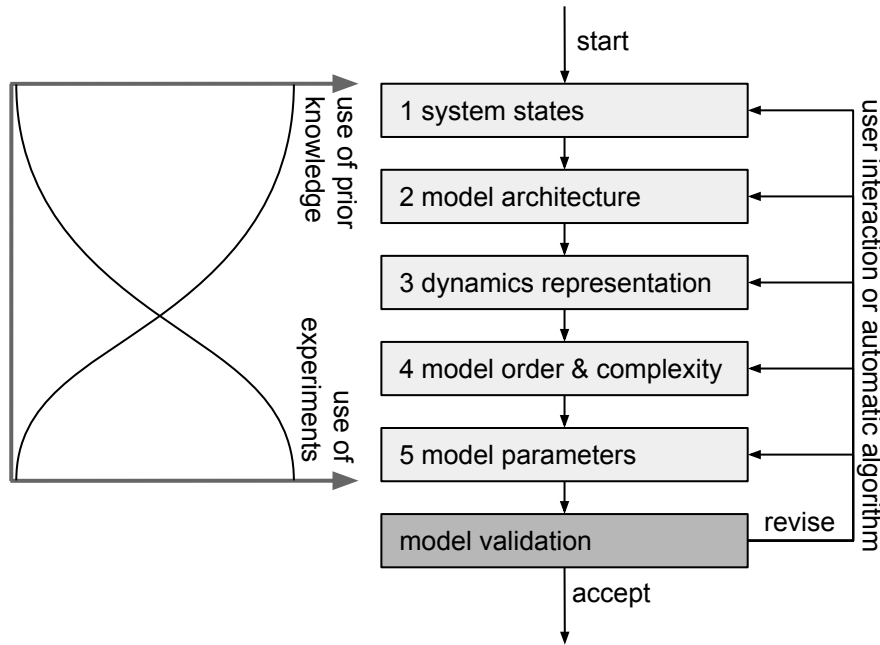 start
use of prior
knowledge
1 system states
2 model architecture
3 dynamics representation
4 model order & complexity
5 model parameters
model validation
use of
experiments
revise
user interaction or automatic algorithm
accept